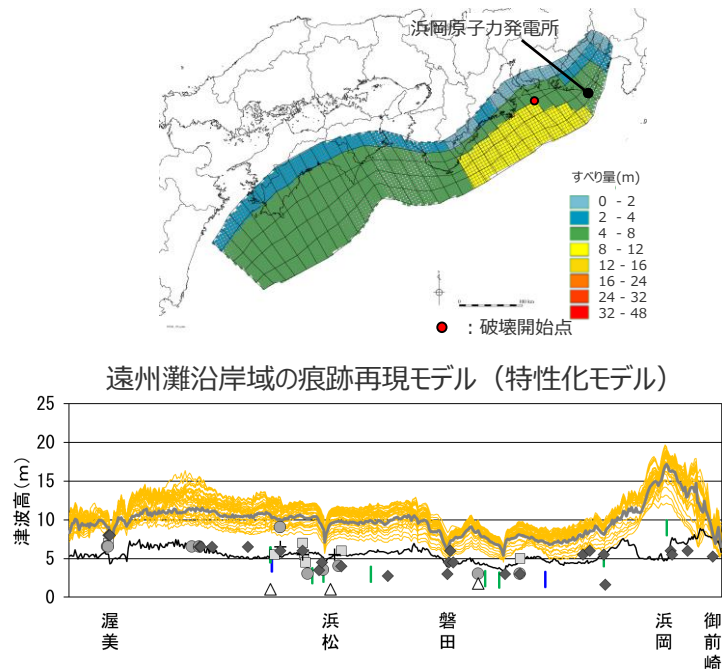 浜岡原子力発電所
すべり量(m)
0 - 2
2 - 4
4 - 8
8 - 12
12 - 16
16 - 24
24 - 32
32 - 48
：破壊開始点
遠州灘沿岸域の痕跡再現モデル（特性化モデル）
津波高(m)
25
20
15
10
5
0
渥美
浜松
磐田
浜岡
御前崎